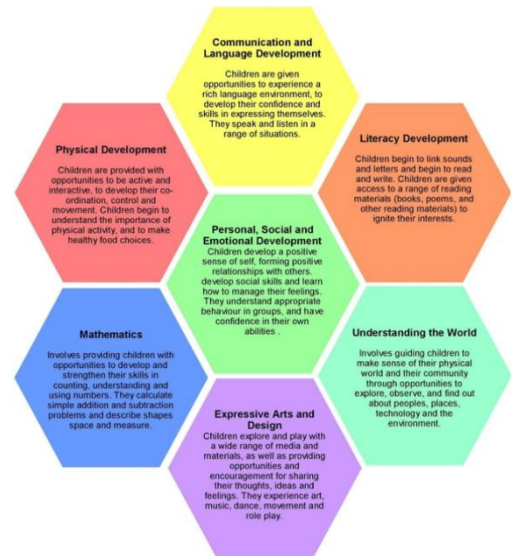 Communication and
Language Development
Children are given
opportunities to experience a
rich language environment, to
develop their confidence and
skills in expressing themselves.
They speak and listen in a
range of situations.
Physical Development
Children are provided with
opportunities to be active and
interactive, to develop their co-
ordination, control and
movement. Children begin to
understand the importance of
physical activity, and to make
healthy food choices.
Literacy Development
Children begin to link sounds
and letters and begin to read
and write. Children are given
access to a range of reading
materials (books, poems, and
other reading materials) to
ignite their interests.
Personal, Social and
Emotional Development
Children develop a positive
sense of self, forming positive
relationships with others.
develop social skills and learn
how to manage their feelings.
They understand appropriate
behaviour in groups, and have
confidence in their own
abilities .
Mathematics
Involves providing children with
opportunities to develop and
strengthen their skills in
counting, understanding and
using numbers. They calculate
simple addition and subtraction
problems and describe shapes
space and measure.
Understanding the World
Involves guiding children to
make sense of their physical
world and their community
through opportunities to
explore, observe, and find out
about peoples, places,
technology and the
environment.
Expressive Arts and
Design
Children explore and play with
a wide range of media and
materials, as well as providing
opportunities and
encouragement for sharing
their thoughts, ideas and
feelings. They experience art,
music, dance, movement and
role play.